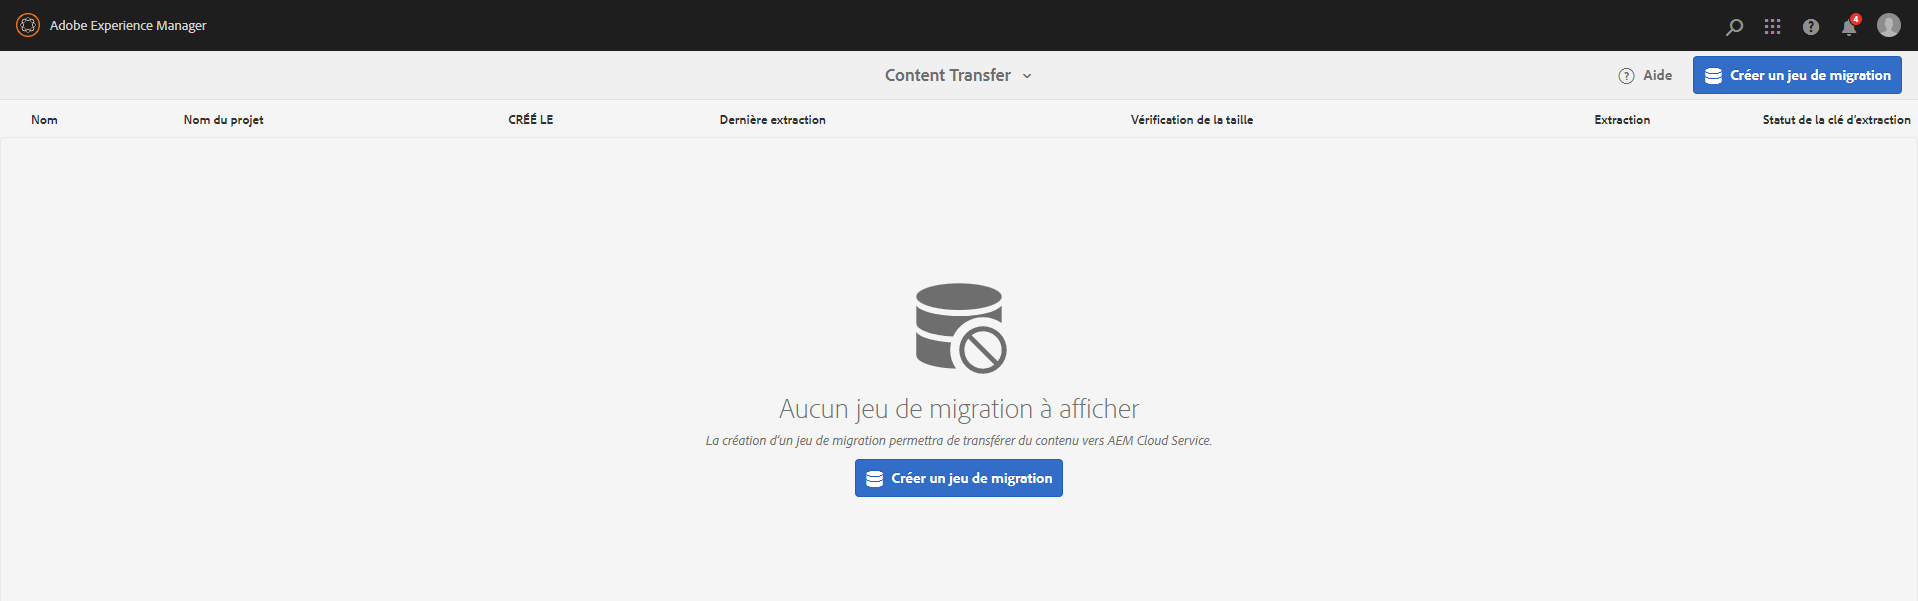 Adobe Experience Manager
4
Content Transfer
Aide
Créer un jeu de migration
Nom Nom du projet CRÉÉ LE Dernière extraction Vérification de la taille Extraction Statut de la clé d'extraction
Aucun jeu de migration à afficher
La création d'un jeu de migration permettra de transférer du contenu vers AEM Cloud Service.
Créer un jeu de migration